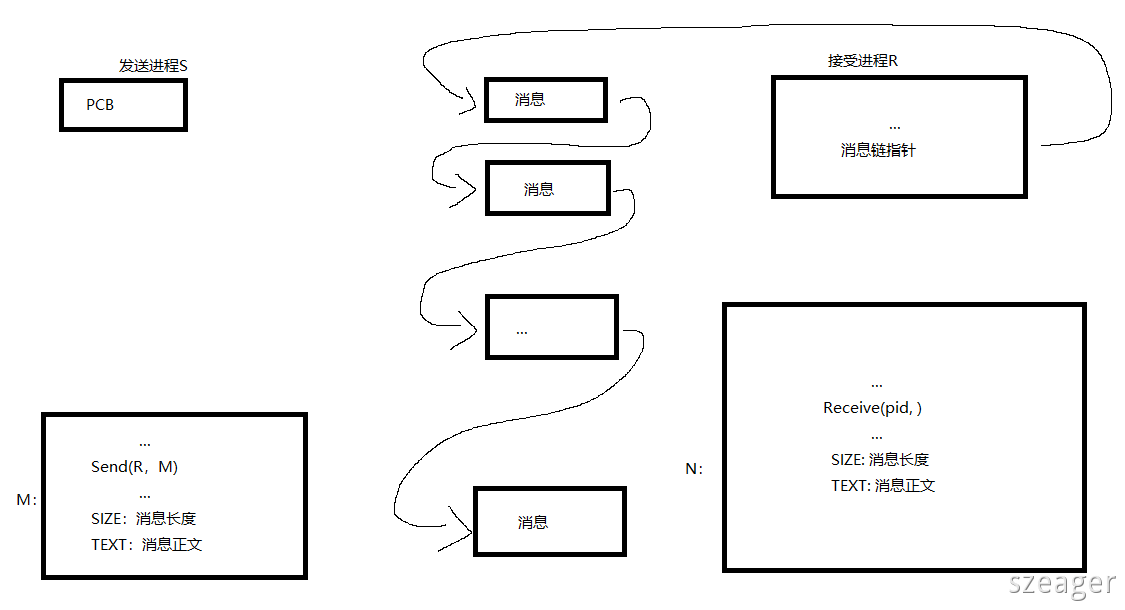 发送进程S
PCB
消息
消息
...
消息
接受进程R
...
消息链指针
M：
...
Send(R，M)
...
SIZE：消息长度
TEXT：消息正文
N：
...
Receive(pid, )
...
SIZE: 消息长度
TEXT: 消息正文
szeager